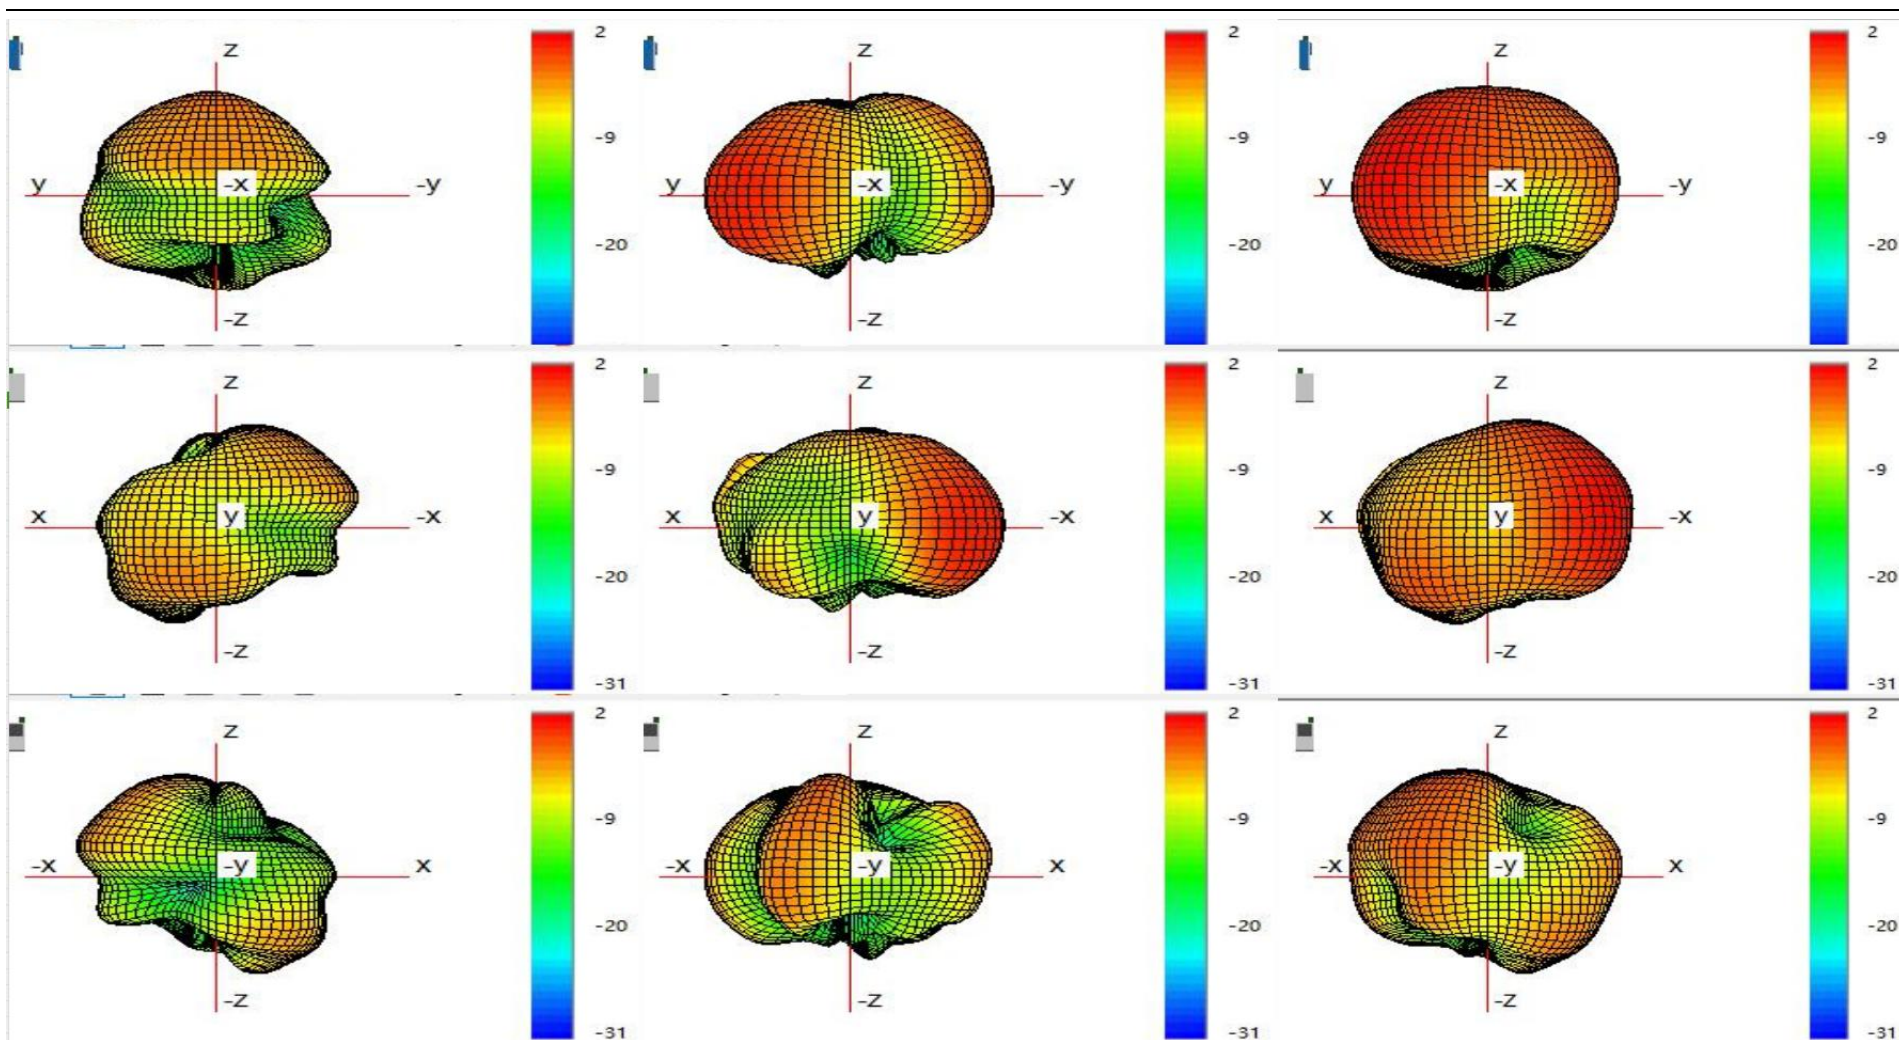 2 2 2
z z z
-9 -9 -9
y -x -y y -x -y y -x -y
-20 -20 -20
-z -z -z
2 2 2
z z z
-9 -9 -9
x y -x x y -x x y -x
-20 -20 -20
-z -z -z
-31 -31 -31
2 2 2
z z z
-9 -9 -9
-x -y x -x -y x -x -y x
-20 -20 -20
-z -z -z
-31 -31 -31